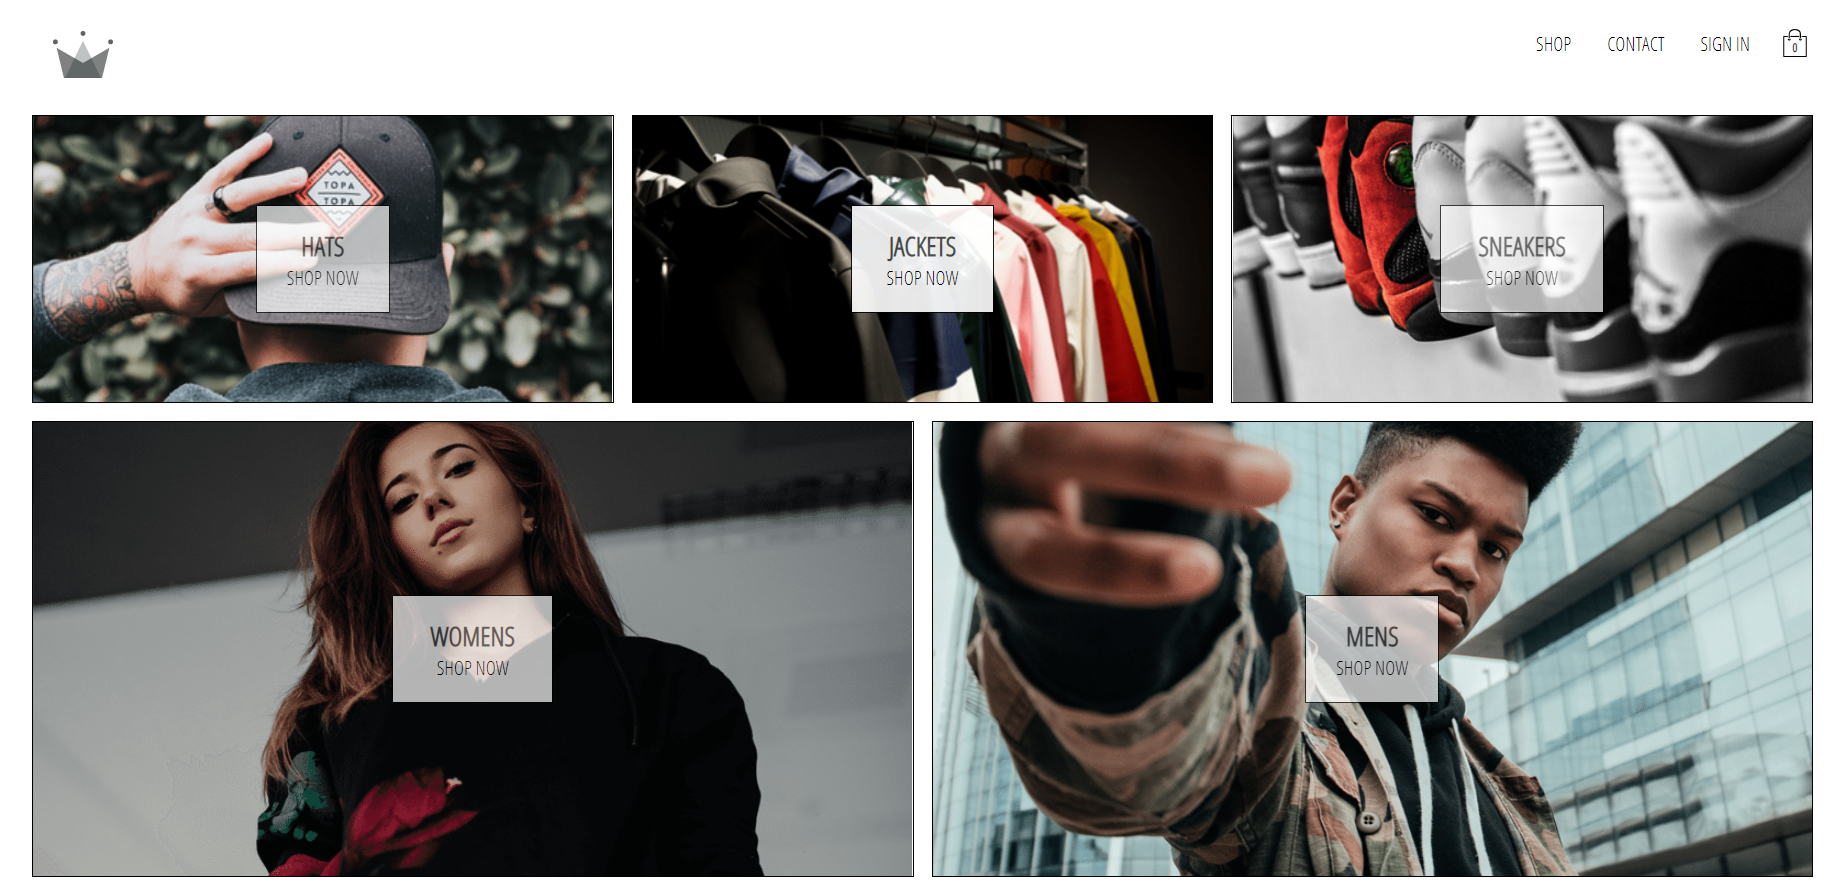 SHOP
CONTACT
SIGN IN
0
TOPA
TOPA
HATS
SHOP NOW
JACKETS
SHOP NOW
SNEAKERS
SHOP NOW
WOMENS
SHOP NOW
MENS
SHOP NOW